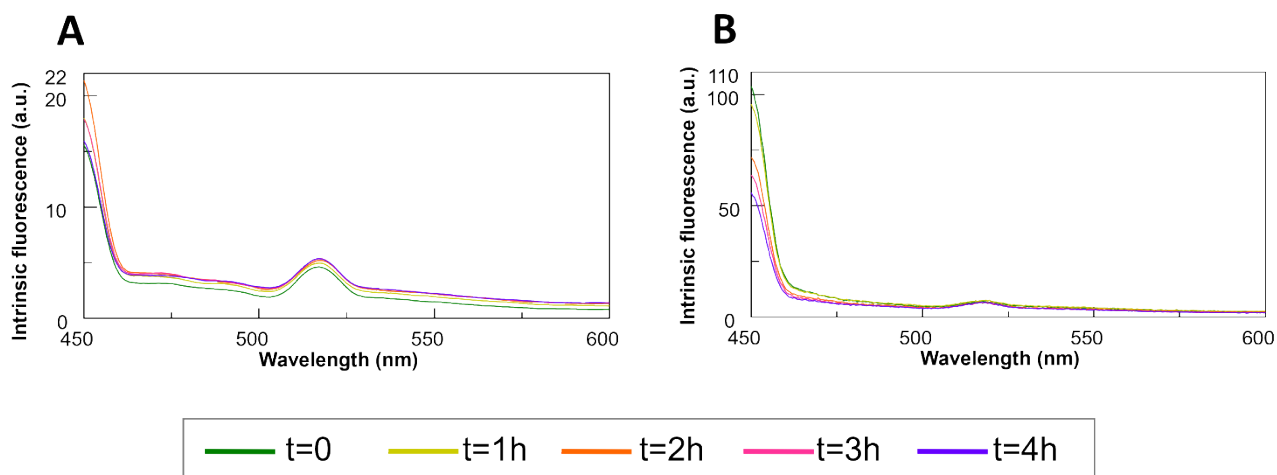 A
Intrinsic fluorescence (a.u.)
22
20
10
0
450
500
550
600
Wavelength (nm)
B
Intrinsic fluorescence (a.u.)
110
100
50
0
450
500
550
600
Wavelength (nm)
t=0
t=1h
t=2h
t=3h
t=4h